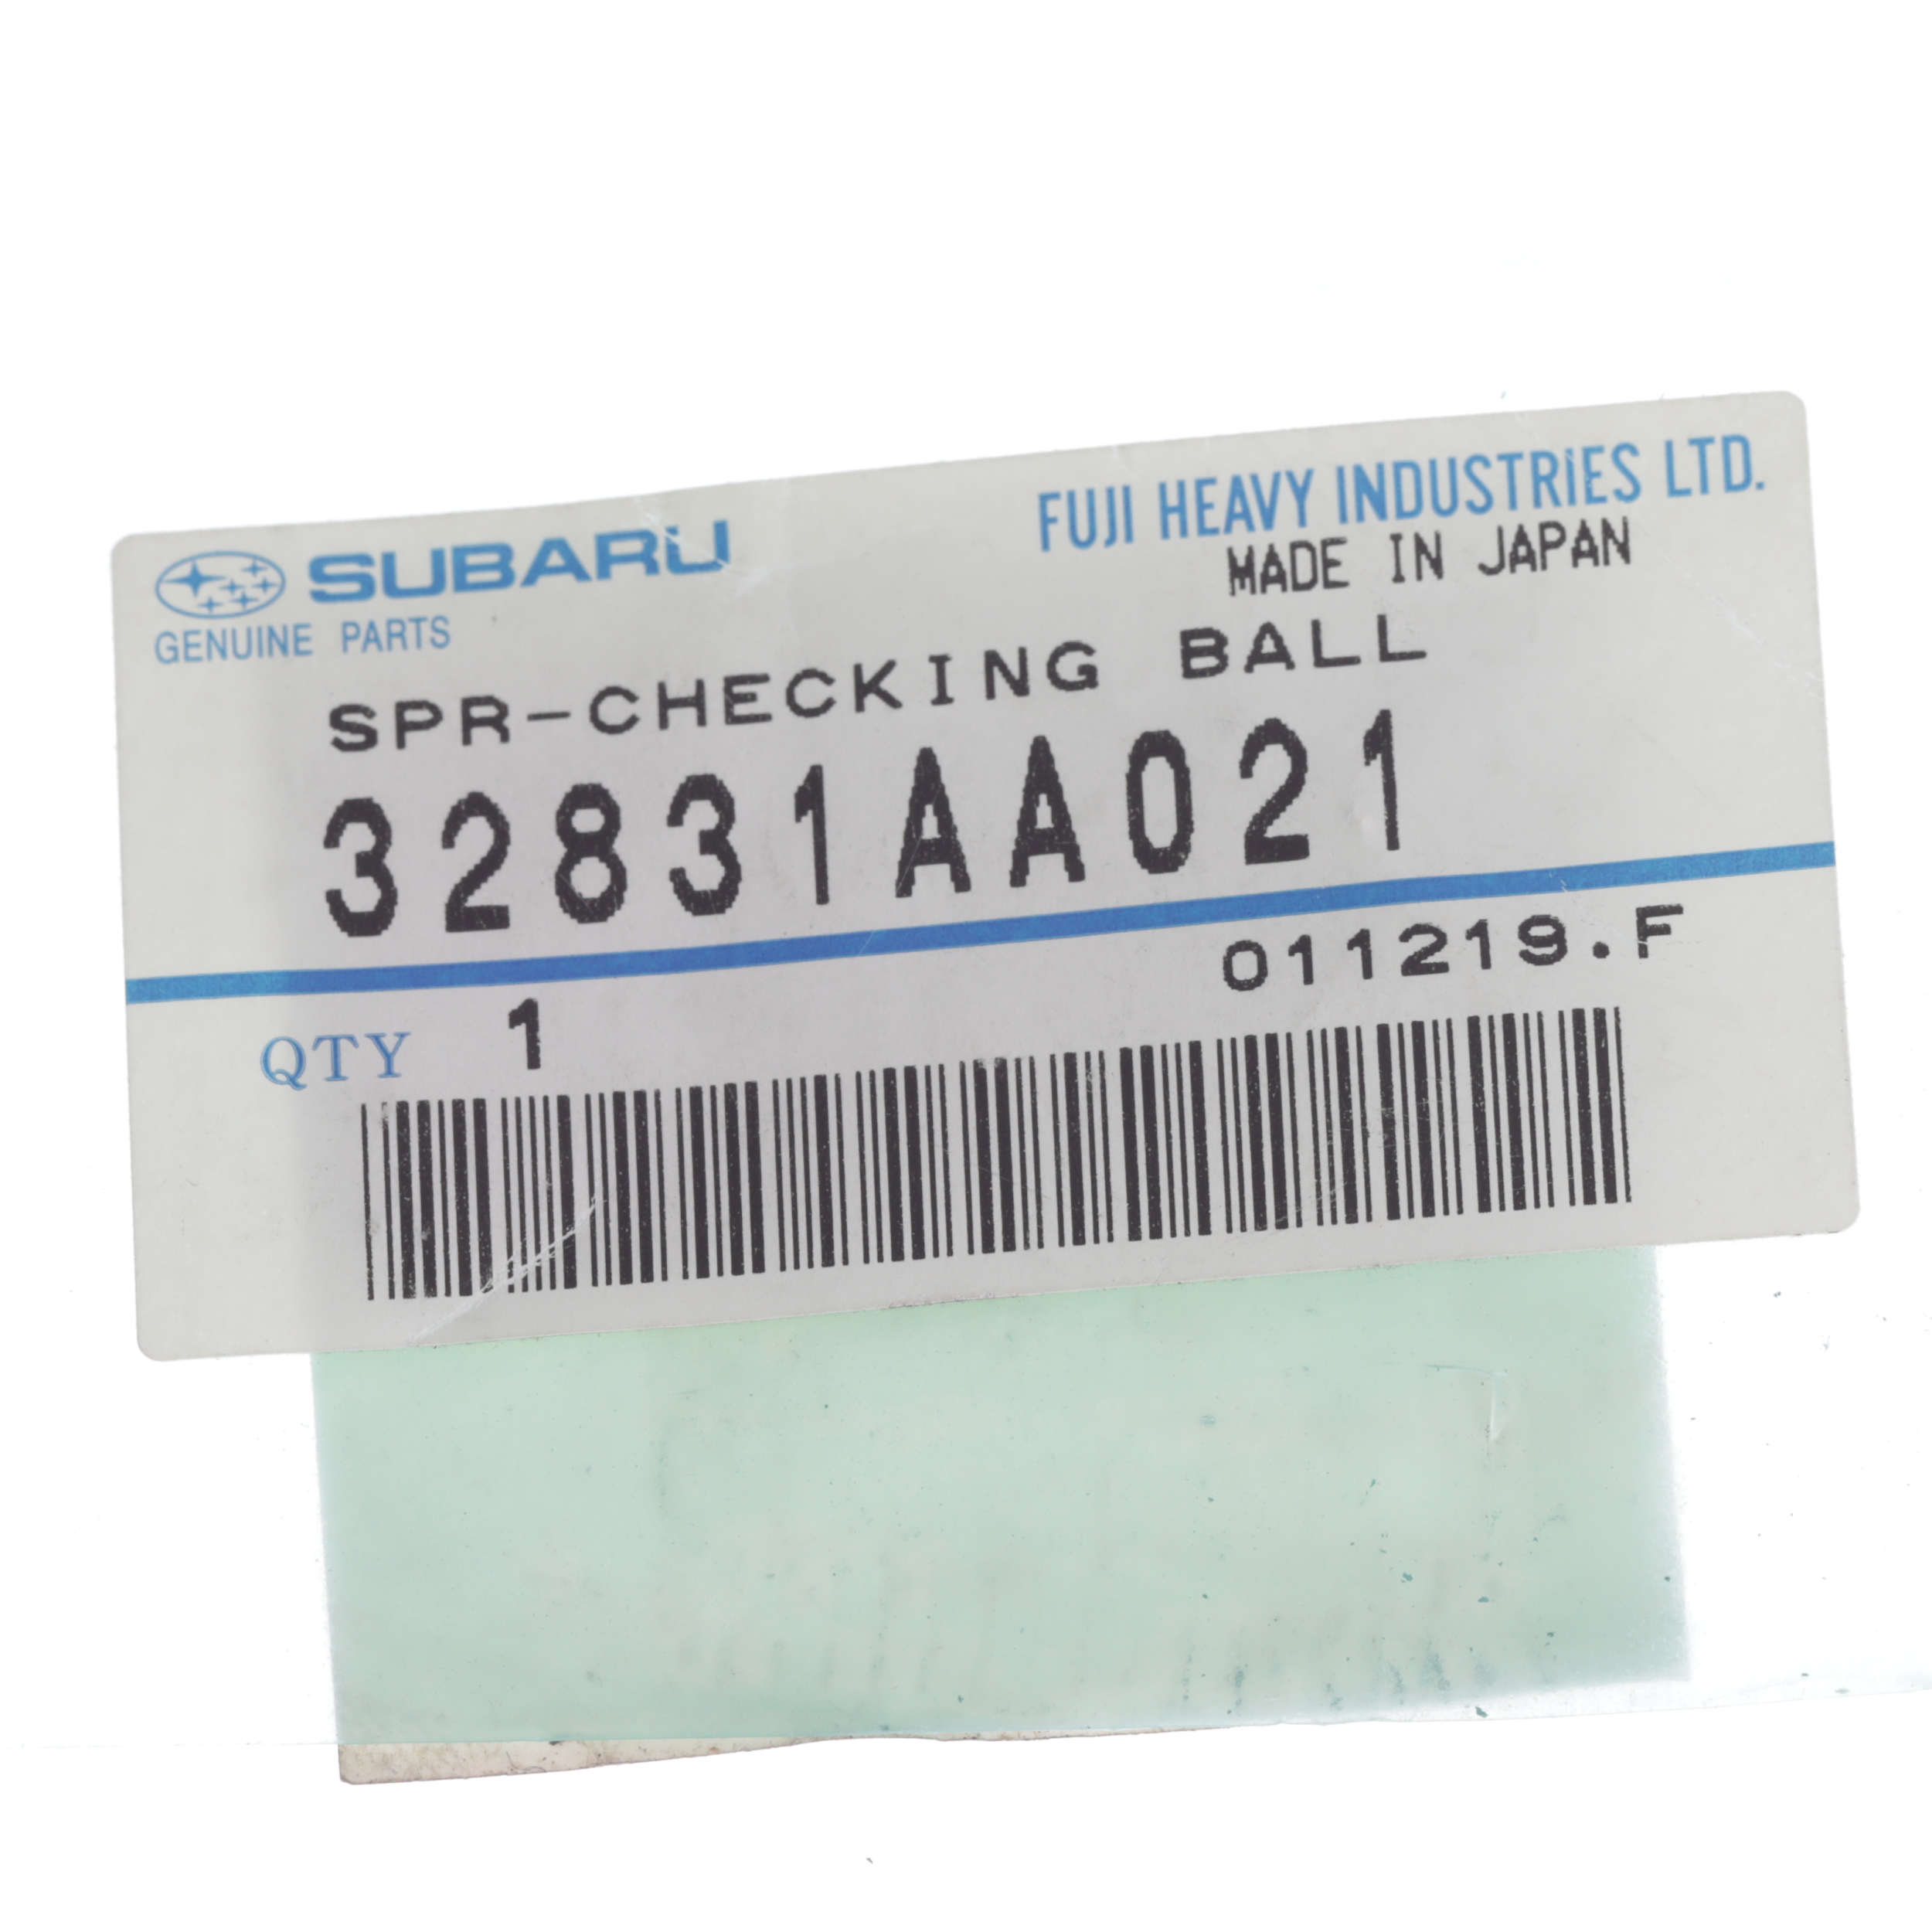 SUBARU
FUJI HEAVY INDUSTRIES LTD.
MADE IN JAPAN
GENUINE PARTS
SPR-CHECKING BALL
32831AA021
011219.F
QTY 1